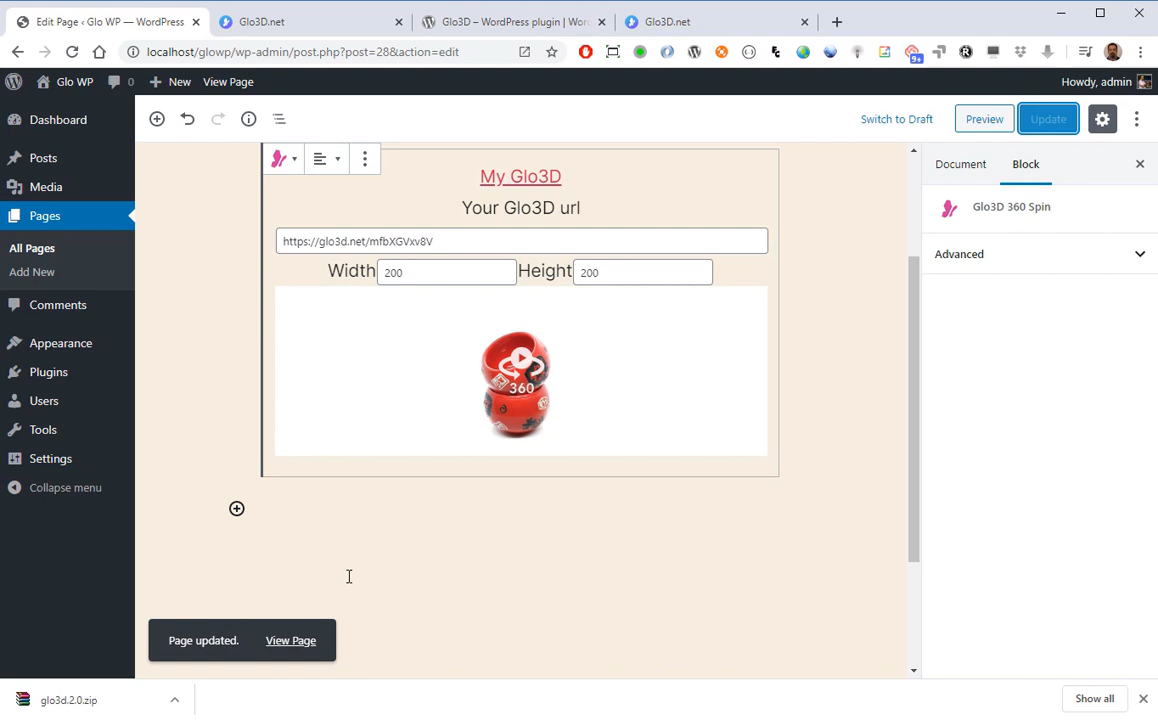 Edit Page ‹ Glo WP — WordPress
Glo3D.net
Glo3D – WordPress plugin | Wor
Glo3D.net
localhost/glowp/wp-admin/post.php?post=28&action=edit
9+
Glo WP
0
New
View Page
Howdy, admin
Dashboard
Posts
Media
Pages
All Pages
Add New
Comments
Appearance
Plugins
Users
Tools
Settings
Collapse menu
Switch to Draft
Preview
Update
My Glo3D
Your Glo3D url
https://glo3d.net/mfbXGVxv8V
Width 200 Height 200
360
Document
Block
Glo3D 360 Spin
Advanced
Page updated.
View Page
glo3d.2.0.zip
Show all